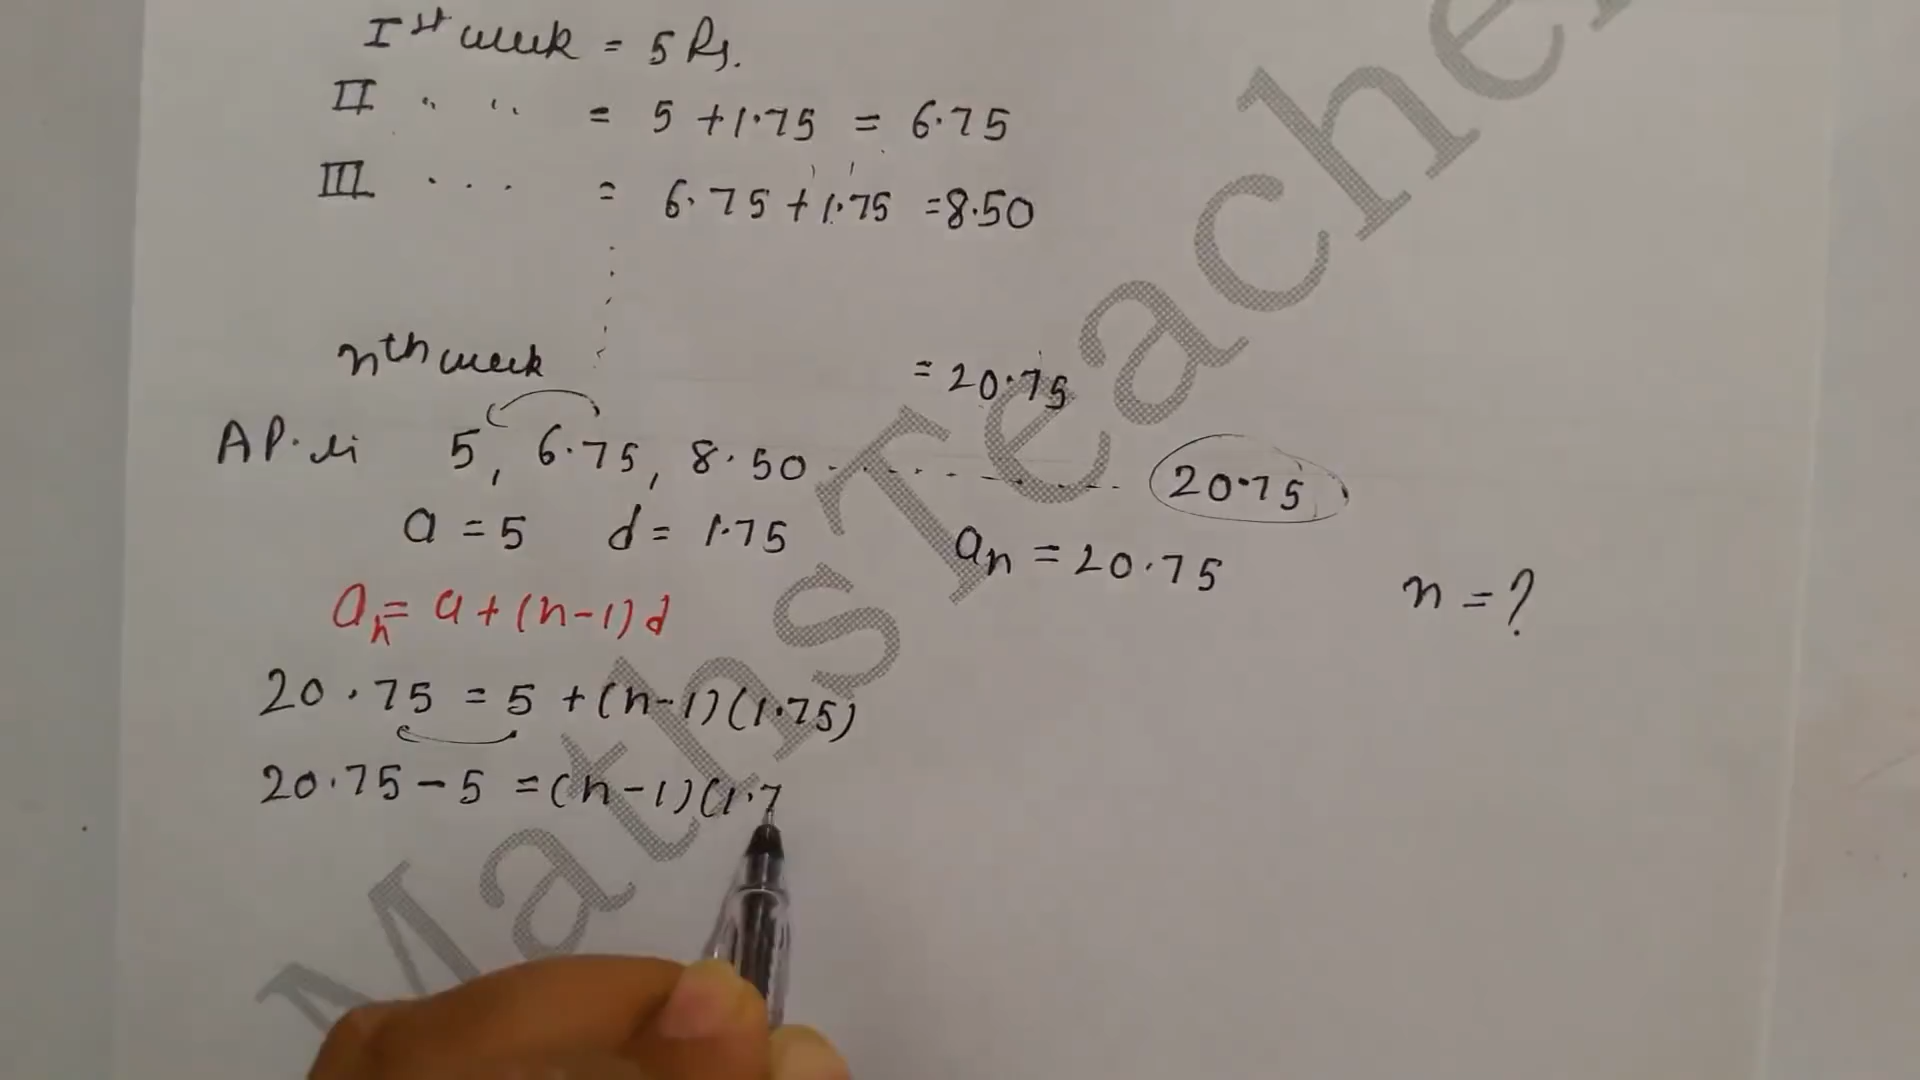 Ist week = 5 Rs.
II " " = 5 + 1.75 = 6.75
III . . . = 6.75 + 1.75 = 8.50
nth week = 20.75
AP. is 5, 6.75, 8.50 ------- 20.75
a = 5 d = 1.75 an = 20.75 n = ?
an = a + (n-1)d
20.75 = 5 + (n-1)(1.75)
20.75 - 5 = (n-1)(1.7
Maths Teacher